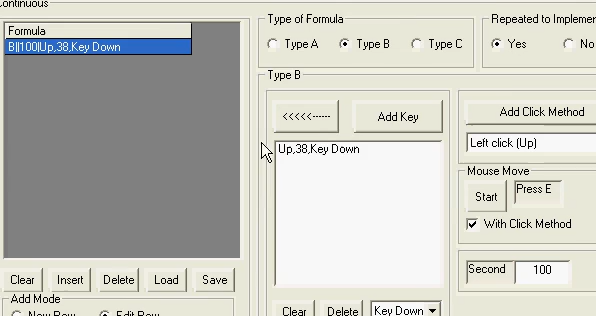 Continuous
Formula
B||100|Up,38,Key Down
Clear Insert Delete Load Save
Add Mode
New Row Edit Row
Type of Formula
Type A Type B Type C
Repeated to Implemen
Yes No
Type B
<<<<<------ Add Key
Up,38,Key Down
Clear Delete Key Down
Add Click Method
Left click (Up)
Mouse Move
Start Press E
With Click Method
Second 100